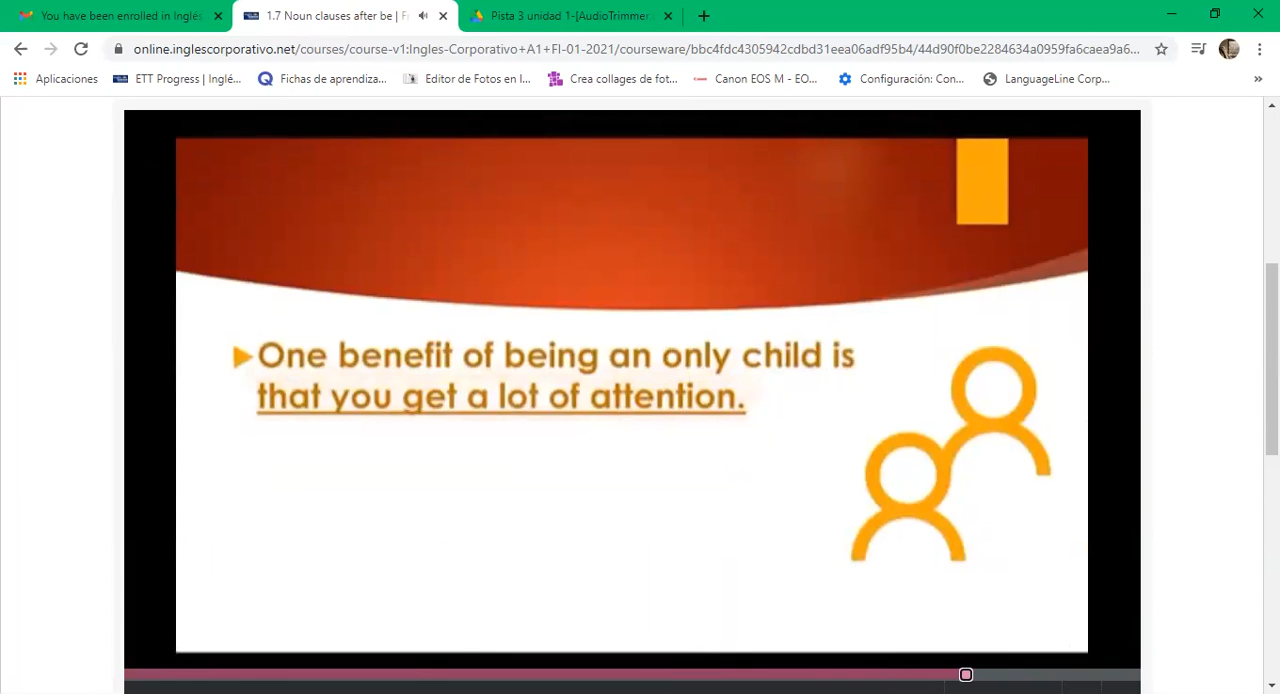 You have been enrolled in Inglés
1.7 Noun clauses after be | Fr
Pista 3 unidad 1-[AudioTrimmer.
online.inglescorporativo.net/courses/course-v1:Ingles-Corporativo+A1+FI-01-2021/courseware/bbc4fdc4305942cdbd31eea06adf95b4/44d90f0be2284634a0959fa6caea9a6...
Aplicaciones
ETT Progress | Inglé...
Fichas de aprendiza...
Editor de Fotos en l...
Crea collages de fot...
Canon EOS M - EO...
Configuración: Con...
LanguageLine Corp...
»
One benefit of being an only child is
that you get a lot of attention.